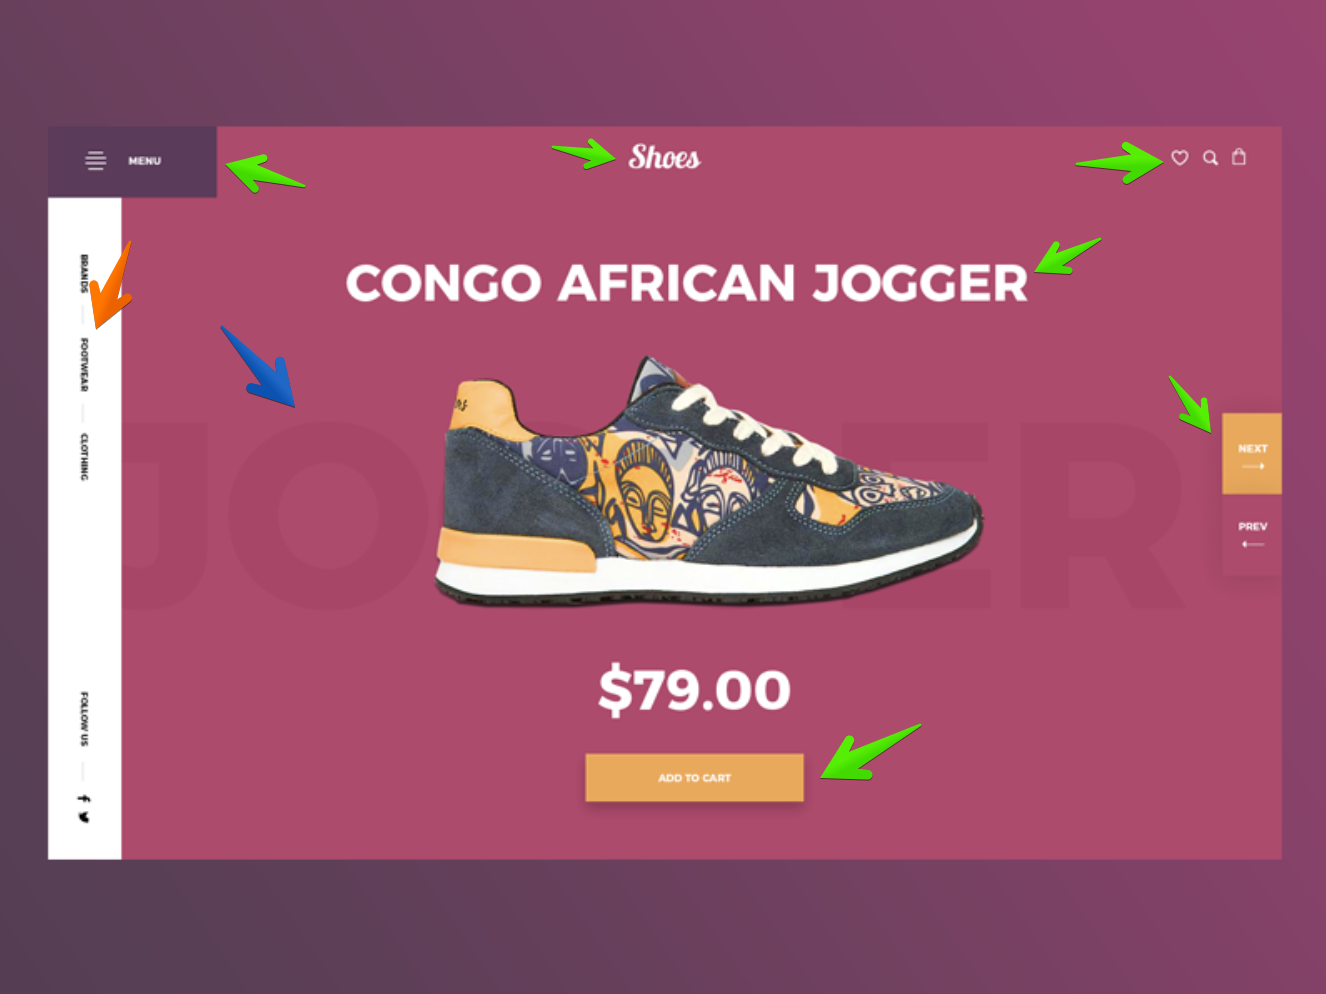 MENU
Shoes
BRANDS
FOOTWEAR
CLOTHING
CONGO AFRICAN JOGGER
JOGGER
NEXT
PREV
$79.00
ADD TO CART
FOLLOW US